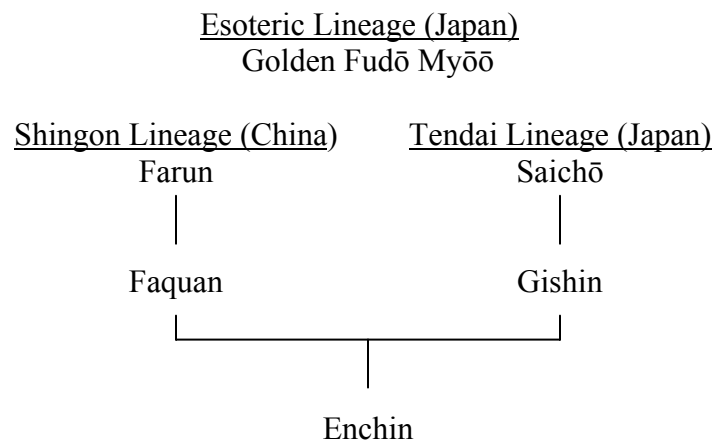 Esoteric Lineage (Japan)
Golden Fudō Myōō
Shingon Lineage (China) Tendai Lineage (Japan)
Farun Saichō
Faquan Gishin
Enchin